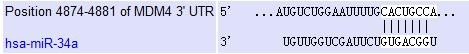 Position 4874-4881 of MDM4 3' UTR 5' ...AUGUCUGGAAUUUUGCACUGCCA...
hsa-miR-34a 3' UGUUGGUCGAUUCUGUGACGGU